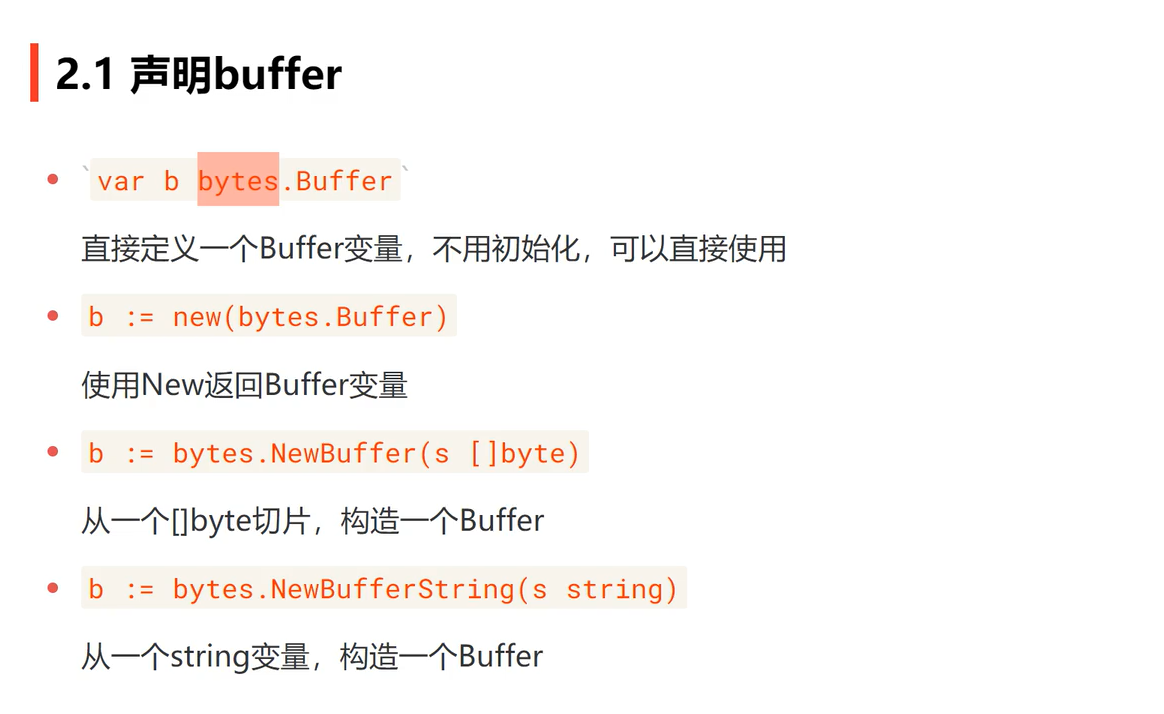 2.1 声明buffer
`var b bytes.Buffer`
直接定义一个Buffer变量，不用初始化，可以直接使用
b := new(bytes.Buffer)
使用New返回Buffer变量
b := bytes.NewBuffer(s []byte)
从一个[]byte切片，构造一个Buffer
b := bytes.NewBufferString(s string)
从一个string变量，构造一个Buffer